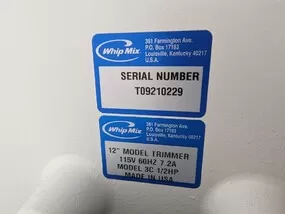 Whip Mix
361 Farmington Ave.
P.O. Box 17183
Louisville, Kentucky 40217
U.S.A.
SERIAL NUMBER
T09210229
Whip Mix
361 Farmington Ave.
P.O. Box 17183
Louisville, Kentucky 40217
U.S.A.
12" MODEL TRIMMER
115V 60HZ 7.2A
MODEL 3C 1/2HP
MADE IN USA